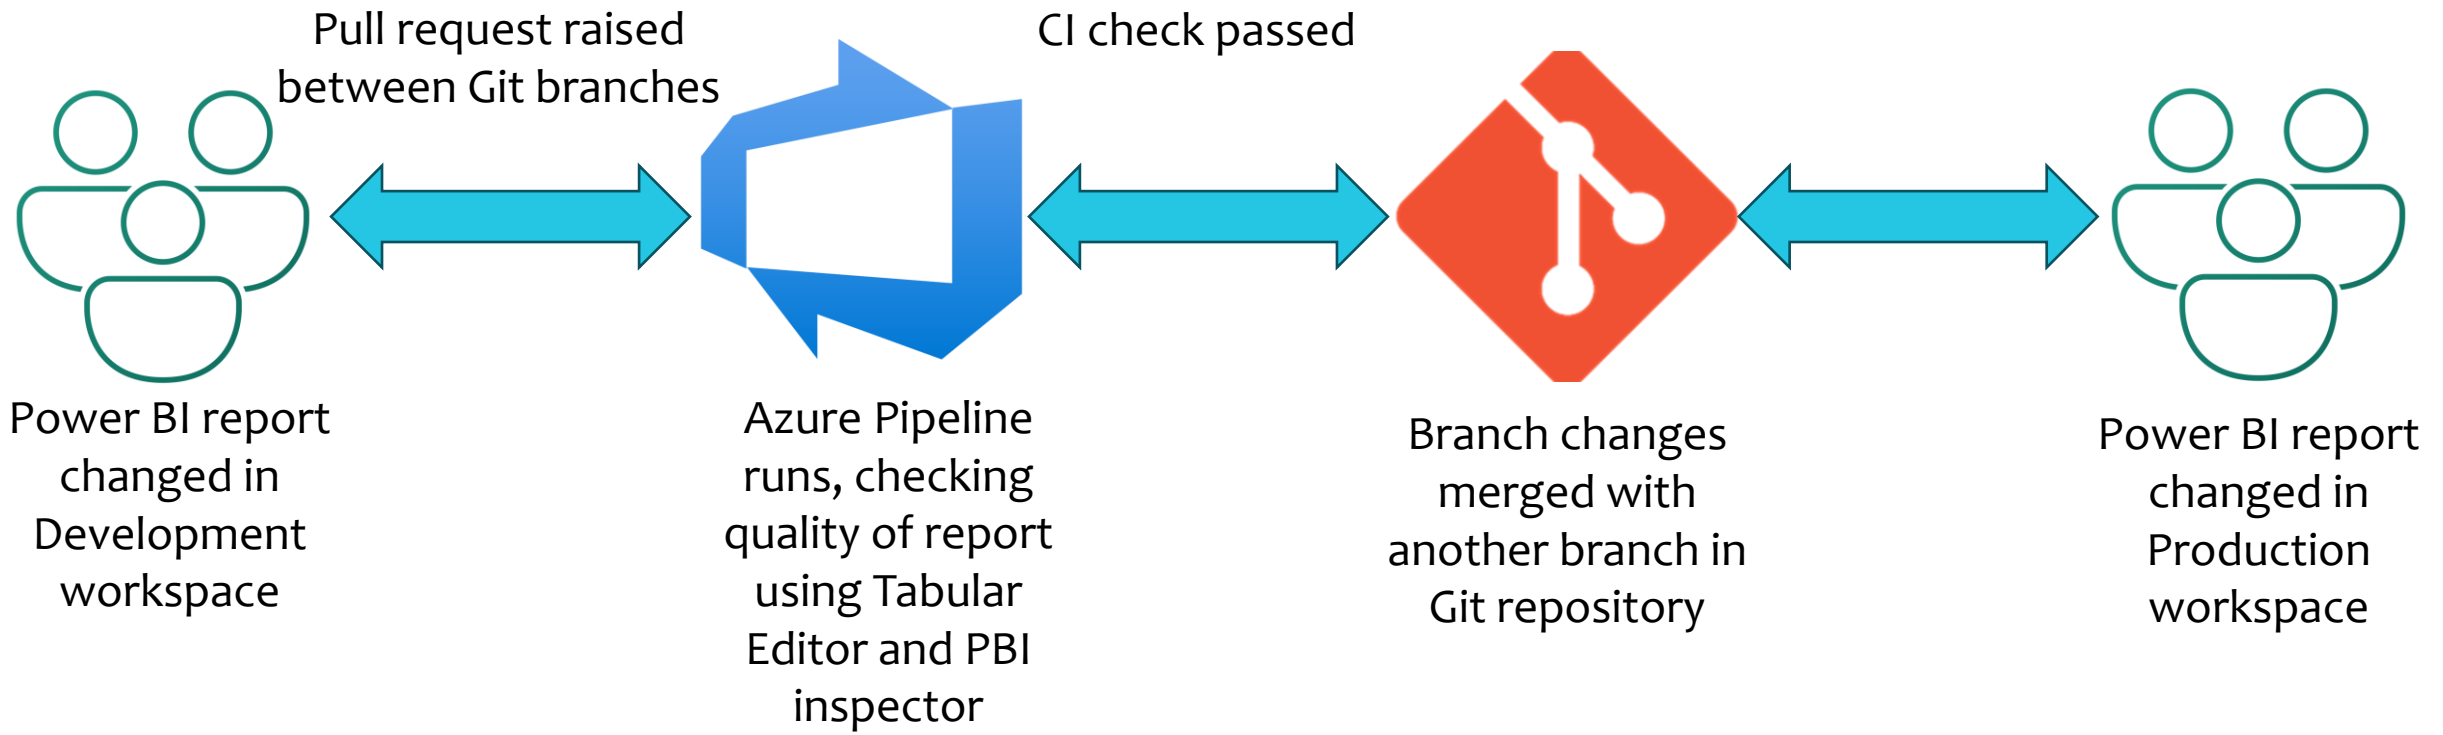 Pull request raised
between Git branches
CI check passed
Power BI report
changed in
Development
workspace
Azure Pipeline
runs, checking
quality of report
using Tabular
Editor and PBI
inspector
Branch changes
merged with
another branch in
Git repository
Power BI report
changed in
Production
workspace